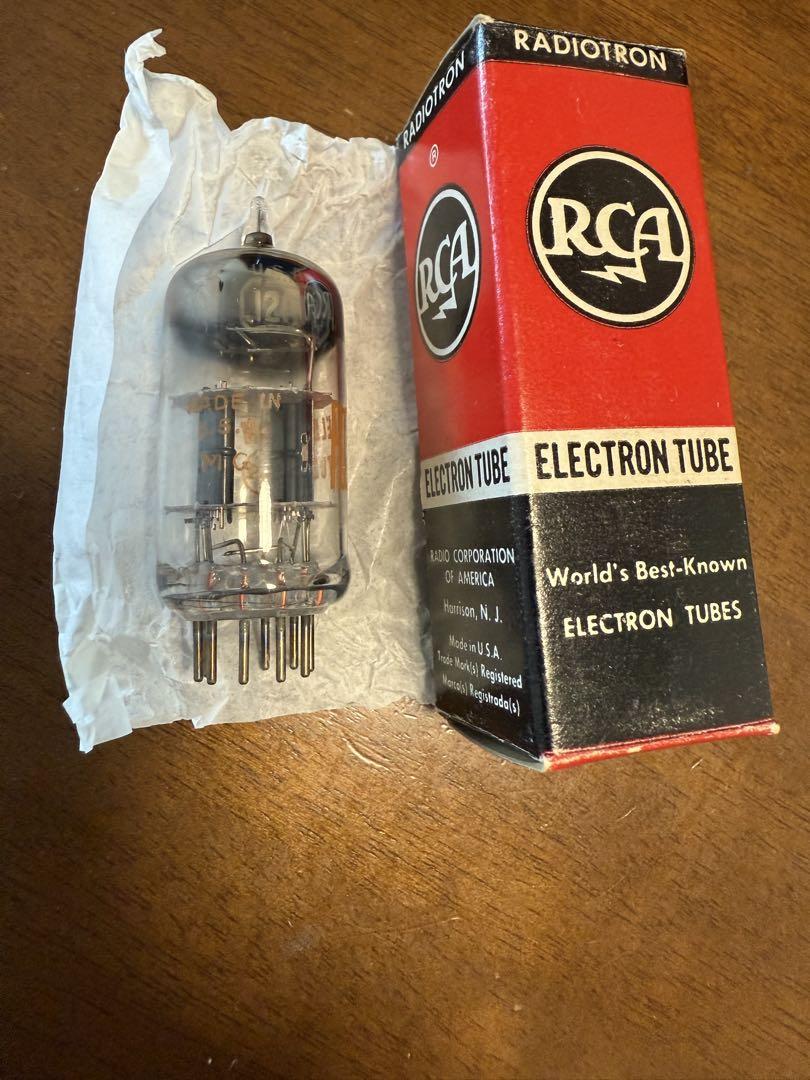 RADIOTRON
RADIOTRON
®
RCA
RCA
ELECTRON TUBE
ELECTRON TUBE
RADIO CORPORATION
OF AMERICA
Harrison, N. J.
Made in U.S.A.
Trade Mark(s) Registered
Marca(s) Registrada(s)
World's Best-Known
ELECTRON TUBES
MADE IN